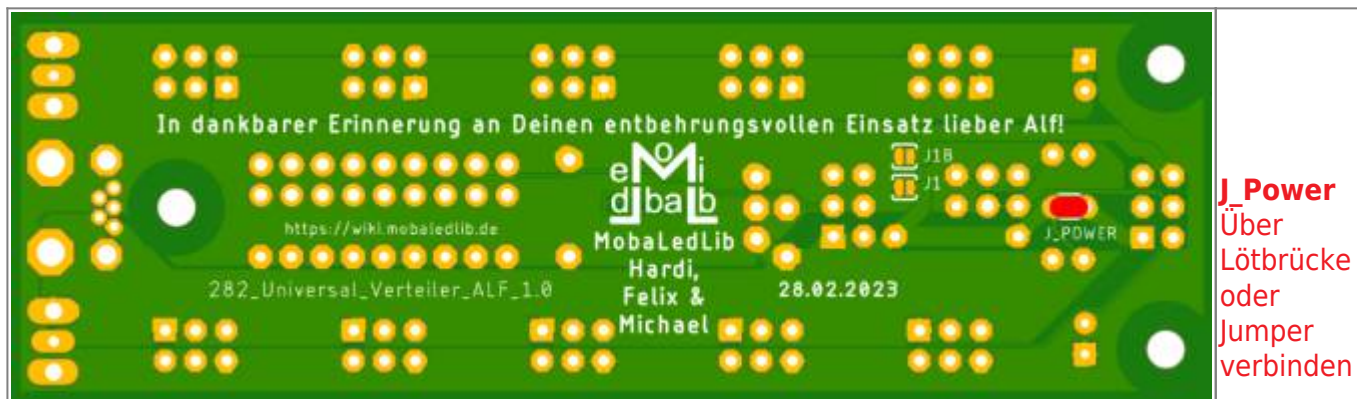 In dankbarer Erinnerung an Deinen entbehrungsvollen Einsatz lieber Alf!
J1B
J1
MobaLedLib
https://wiki.mobaledlib.de
J_POWER
MobaLedLib
Hardi,
Felix &
Michael
282_Universal_Verteiler_ALF_1.0
28.02.2023
J_Power
Über
Lötbrücke
oder
Jumper
verbinden